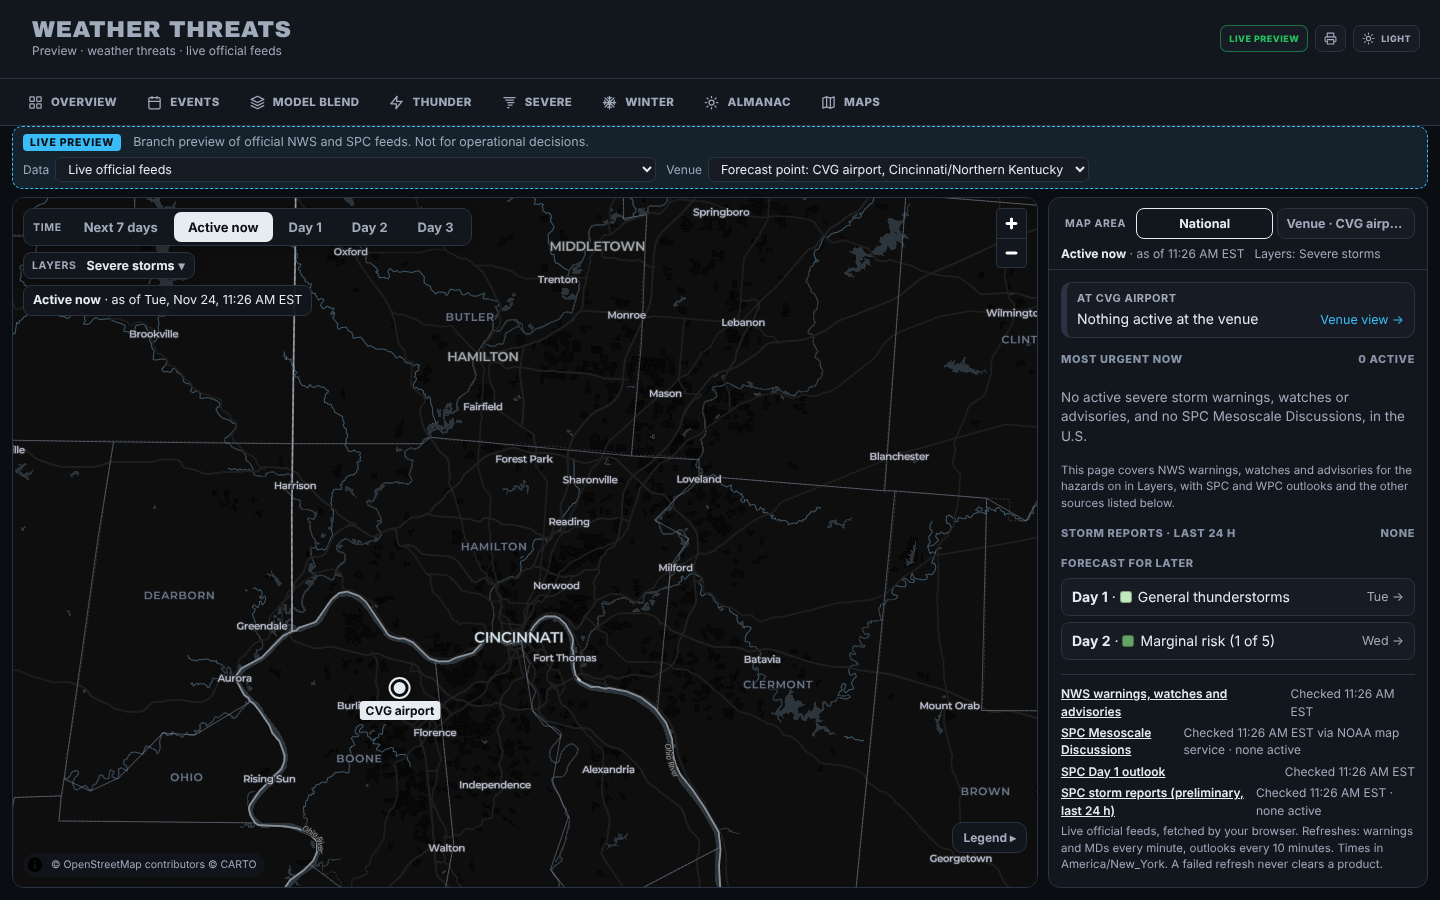 WEATHER THREATS
Preview · weather threats · live official feeds
LIVE PREVIEW
LIGHT
OVERVIEW
EVENTS
MODEL BLEND
THUNDER
SEVERE
WINTER
ALMANAC
MAPS
LIVE PREVIEW Branch preview of official NWS and SPC feeds. Not for operational decisions.
Data Live official feeds Venue Forecast point: CVG airport, Cincinnati/Northern Kentucky
TIME Next 7 days Active now Day 1 Day 2 Day 3
LAYERS Severe storms ▾
Active now · as of Tue, Nov 24, 11:26 AM EST
+
−
Springboro
MIDDLETOWN
Oxford
Trenton
BUTLER
Monroe
Lebanon
Wilmingtc
Brookville
CLINT
HAMILTON
Mason
Fairfield
lle
Forest Park
Blanchester
Sharonville
Loveland
Harrison
Reading
HAMILTON
Milford
Norwood
DEARBORN
Greendale
CINCINNATI
Fort Thomas
Batavia
Aurora
CLERMONT
Burli
CVG airport
Mount Orab
Florence
BOONE
Ohio River
Alexandria
OHIO
Rising Sun
Independence
BROWN
Ohio River
Walton
Legend ▸
Georgetown
© OpenStreetMap contributors © CARTO
MAP AREA National Venue · CVG airp...
Active now · as of 11:26 AM EST Layers: Severe storms
AT CVG AIRPORT
Nothing active at the venue Venue view →
MOST URGENT NOW 0 ACTIVE
No active severe storm warnings, watches or
advisories, and no SPC Mesoscale Discussions, in the
U.S.
This page covers NWS warnings, watches and advisories for the
hazards on in Layers, with SPC and WPC outlooks and the other
sources listed below.
STORM REPORTS · LAST 24 H NONE
FORECAST FOR LATER
Day 1 · General thunderstorms Tue →
Day 2 · Marginal risk (1 of 5) Wed →
NWS warnings, watches and advisories
Checked 11:26 AM EST
SPC Mesoscale Discussions
Checked 11:26 AM EST via NOAA map service · none active
SPC Day 1 outlook Checked 11:26 AM EST
SPC storm reports (preliminary, last 24 h)
Checked 11:26 AM EST · none active
Live official feeds, fetched by your browser. Refreshes: warnings
and MDs every minute, outlooks every 10 minutes. Times in
America/New_York. A failed refresh never clears a product.